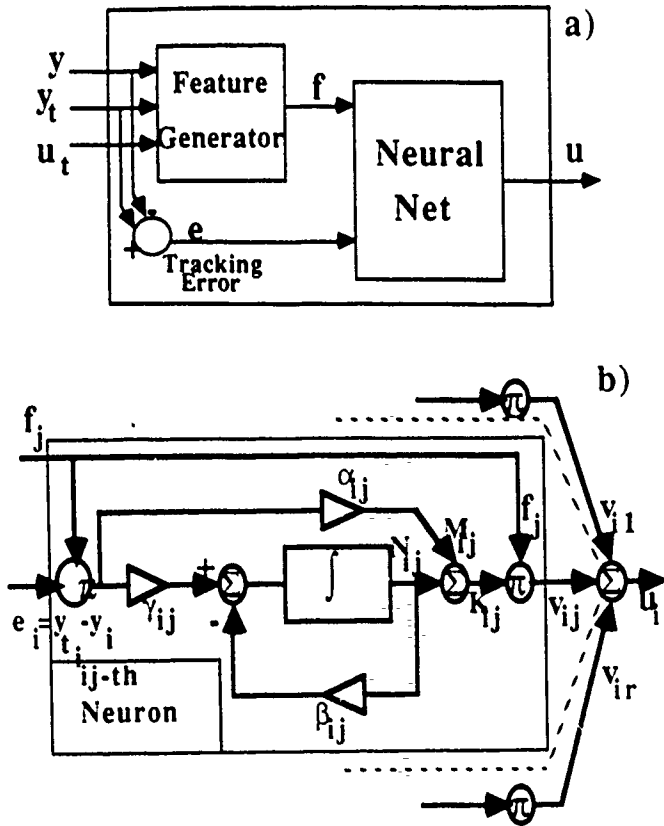 a)
y
y_t
u_t
Feature
Generator
f
Neural
Net
u
e
+
-
Tracking
Error
b)
π
f_j
α_ij
f_j
v_i1
N_ij
M_ij
π
γ_ij
+
Σ
-
∫
Σ
k_ij
π
v_ij
Σ
u_i
e_i=y_t_i-y_i
ij-th
Neuron
β_ij
v_ir
π